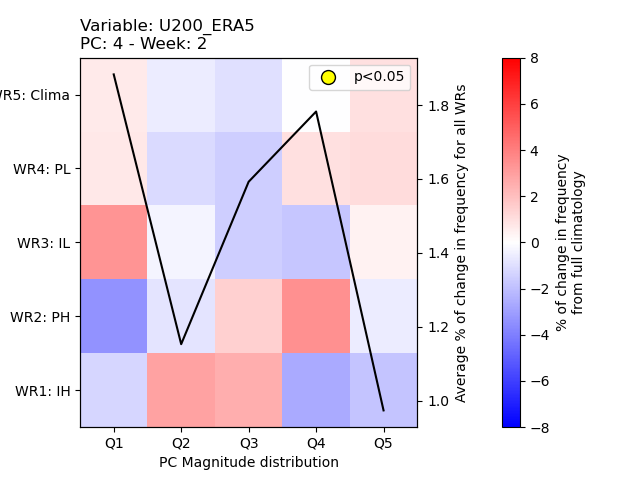 Variable: U200_ERA5
PC: 4 - Week: 2
p<0.05
WR5: Clima
WR4: PL
WR3: IL
WR2: PH
WR1: IH
Q1 Q2 Q3 Q4 Q5
PC Magnitude distribution
1.8
1.6
1.4
1.2
1.0
Average % of change in frequency for all WRs
8
6
4
2
0
−2
−4
−6
−8
% of change in frequency
from full climatology